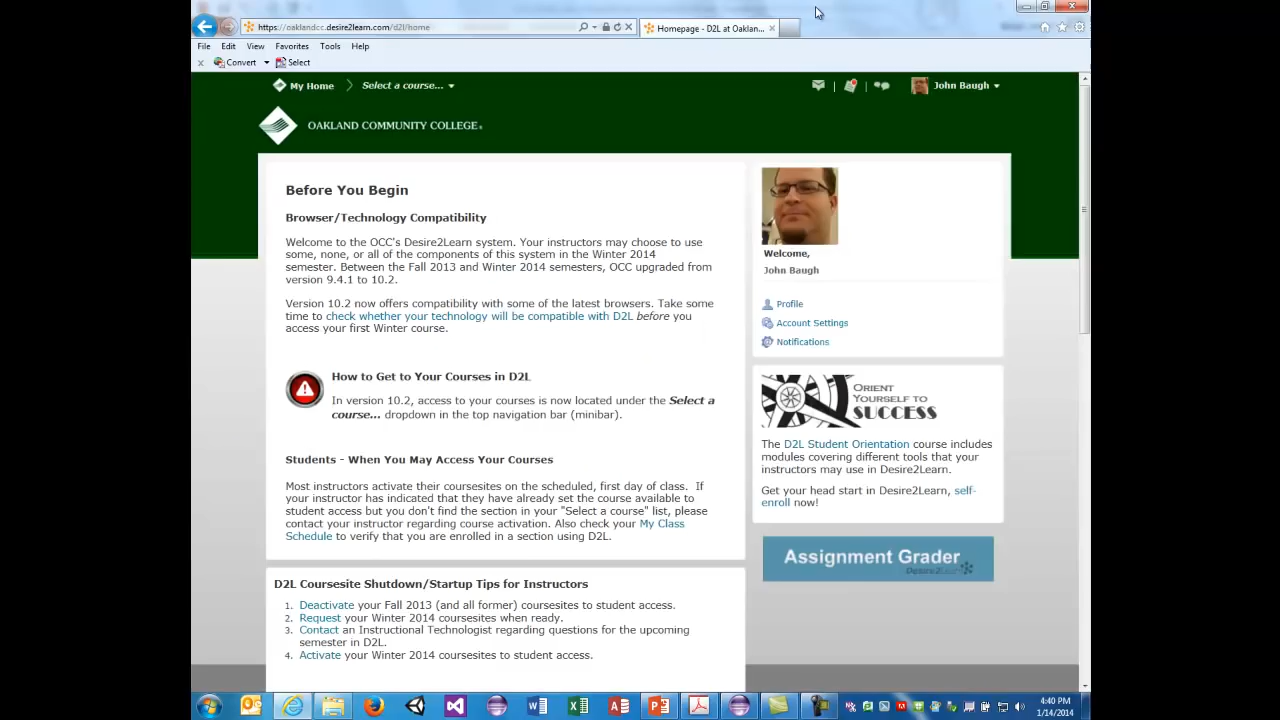 https://oaklandcc.desire2learn.com/d2l/home
Homepage - D2L at Oaklan...
File Edit View Favorites Tools Help
x Convert Select
My Home Select a course...
John Baugh
OAKLAND COMMUNITY COLLEGE
Before You Begin
Browser/Technology Compatibility
Welcome to the OCC's Desire2Learn system. Your instructors may choose to use
some, none, or all of the components of this system in the Winter 2014
semester. Between the Fall 2013 and Winter 2014 semesters, OCC upgraded from
version 9.4.1 to 10.2.
Version 10.2 now offers compatibility with some of the latest browsers. Take some
time to check whether your technology will be compatible with D2L before you
access your first Winter course.
How to Get to Your Courses in D2L
In version 10.2, access to your courses is now located under the Select a
course... dropdown in the top navigation bar (minibar).
Students - When You May Access Your Courses
Most instructors activate their coursesites on the scheduled, first day of class. If
your instructor has indicated that they have already set the course available to
student access but you don't find the section in your "Select a course" list, please
contact your instructor regarding course activation. Also check your My Class
Schedule to verify that you are enrolled in a section using D2L.
D2L Coursesite Shutdown/Startup Tips for Instructors
1. Deactivate your Fall 2013 (and all former) coursesites to student access.
2. Request your Winter 2014 coursesites when ready.
3. Contact an Instructional Technologist regarding questions for the upcoming
semester in D2L.
4. Activate your Winter 2014 coursesites to student access.
Welcome,
John Baugh
Profile
Account Settings
Notifications
ORIENT
YOURSELF TO
SUCCESS
The D2L Student Orientation course includes
modules covering different tools that your
instructors may use in Desire2Learn.
Get your head start in Desire2Learn, self-
enroll now!
Assignment Grader
Desire2Learn
4:40 PM
1/14/2014